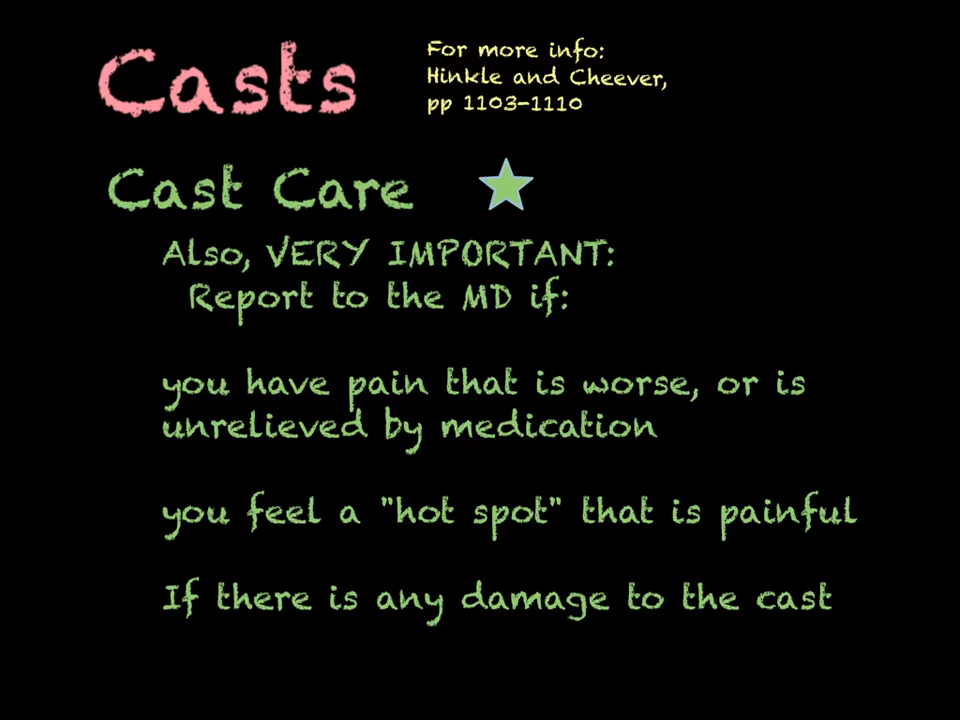 Casts
For more info:
Hinkle and Cheever,
pp 1103-1110
Cast Care
Also, VERY IMPORTANT:
Report to the MD if:
you have pain that is worse, or is
unrelieved by medication
you feel a "hot spot" that is painful
If there is any damage to the cast